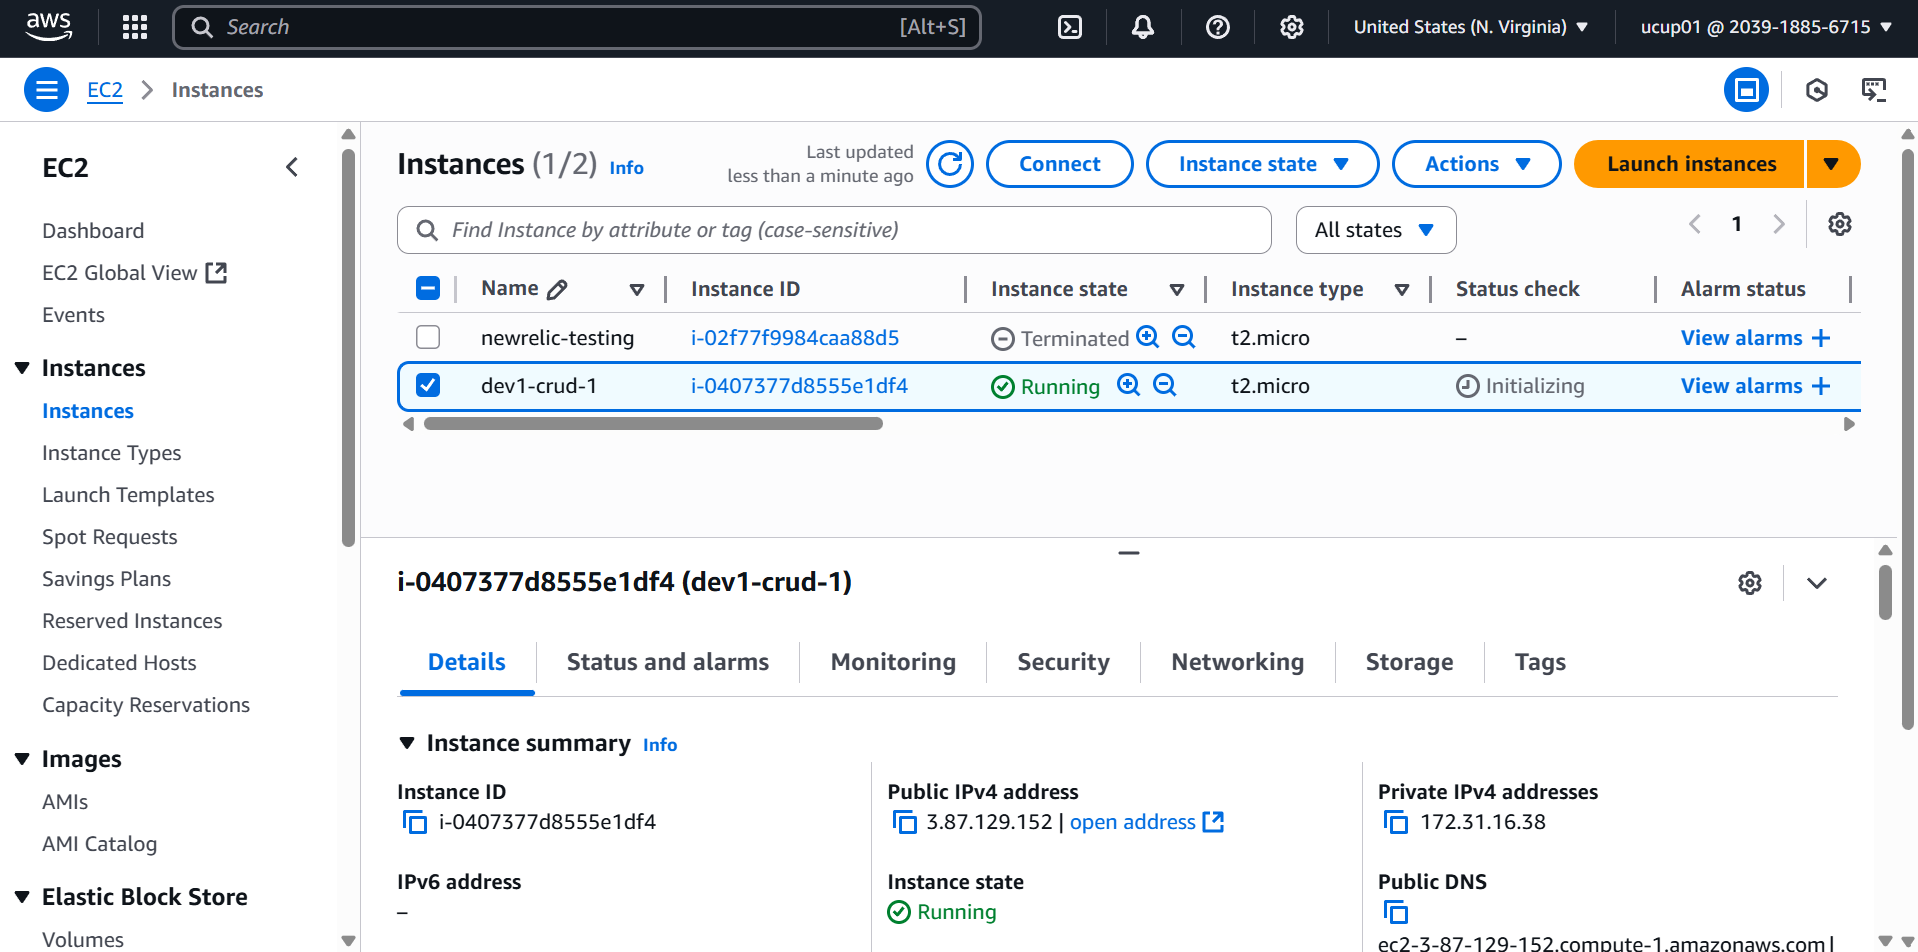 aws
Search [Alt+S]
United States (N. Virginia)
ucup01 @ 2039-1885-6715
EC2 > Instances
EC2
Dashboard
EC2 Global View
Events
Instances
Instances
Instance Types
Launch Templates
Spot Requests
Savings Plans
Reserved Instances
Dedicated Hosts
Capacity Reservations
Images
AMIs
AMI Catalog
Elastic Block Store
Volumes
Instances (1/2) Info
Last updated
less than a minute ago
Connect
Instance state
Actions
Launch instances
Find Instance by attribute or tag (case-sensitive)
All states
1
Name Instance ID Instance state Instance type Status check Alarm status
newrelic-testing i-02f77f9984caa88d5 Terminated t2.micro – View alarms +
dev1-crud-1 i-0407377d8555e1df4 Running t2.micro Initializing View alarms +
i-0407377d8555e1df4 (dev1-crud-1)
Details Status and alarms Monitoring Security Networking Storage Tags
Instance summary Info
Instance ID
i-0407377d8555e1df4
Public IPv4 address
3.87.129.152 | open address
Private IPv4 addresses
172.31.16.38
IPv6 address
–
Instance state
Running
Public DNS
ec2-3-87-129-152.compute-1.amazonaws.com |